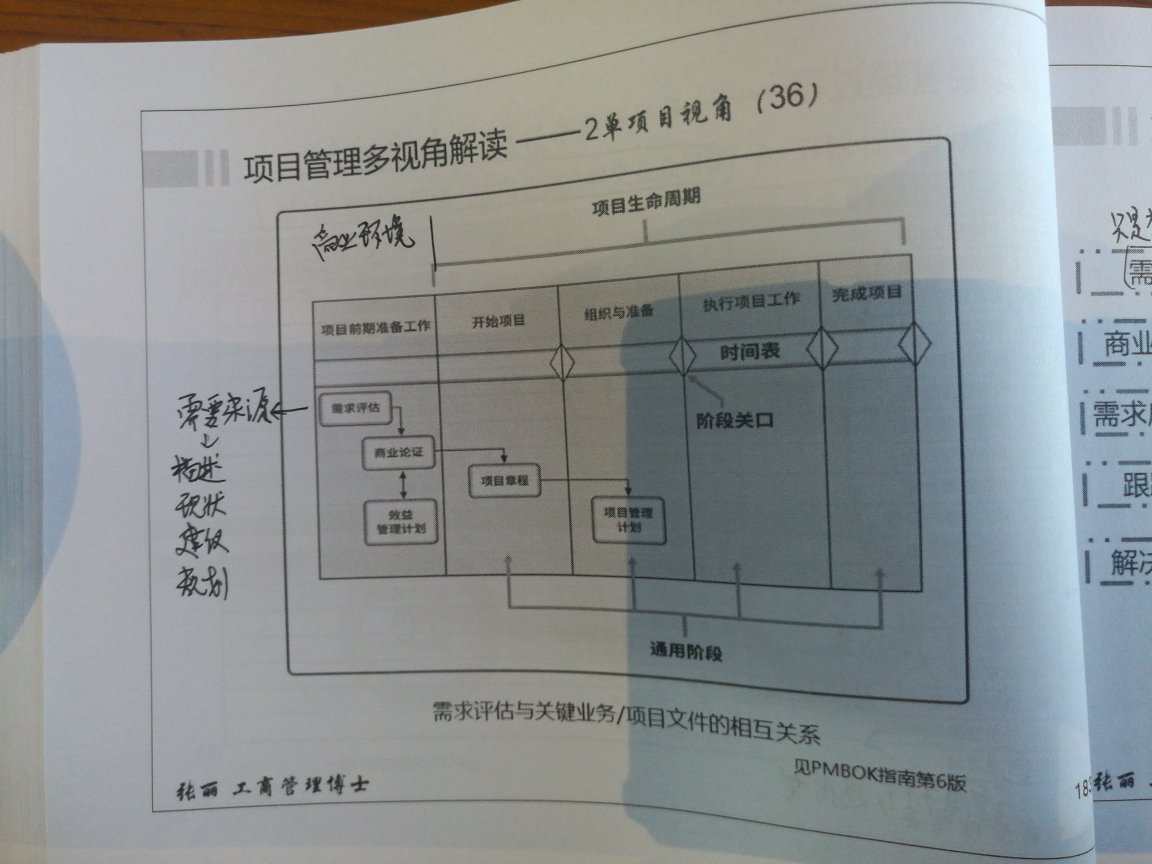 项目管理多视角解读 ——2单项目视角（36）
商业环境
项目生命周期
项目前期准备工作
开始项目
组织与准备
执行项目工作
完成项目
时间表
阶段关口
需求评估
商业论证
效益
管理计划
项目章程
项目管理
计划
通用阶段
需要来源
概述
现状
建议
规划
需求评估与关键业务/项目文件的相互关系
见PMBOK指南第6版
张丽 工商管理博士
183
只是
需
商业
需求
跟
解决
张丽